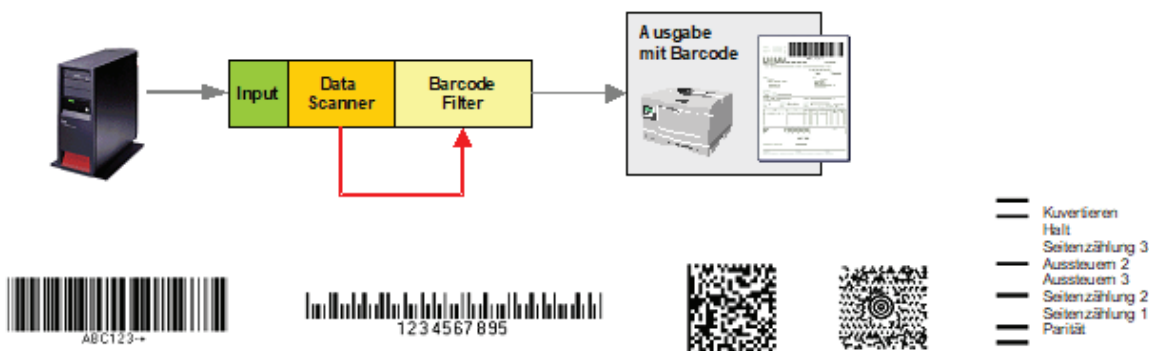 Ausgabe
mit Barcode
Input
Data
Scanner
Barcode
Filter
Kuvertieren
Halt
Seitenzählung 3
Aussteuern 2
Aussteuern 3
Seitenzählung 2
Seitenzählung 1
Parität
ABC123-+
1234567895